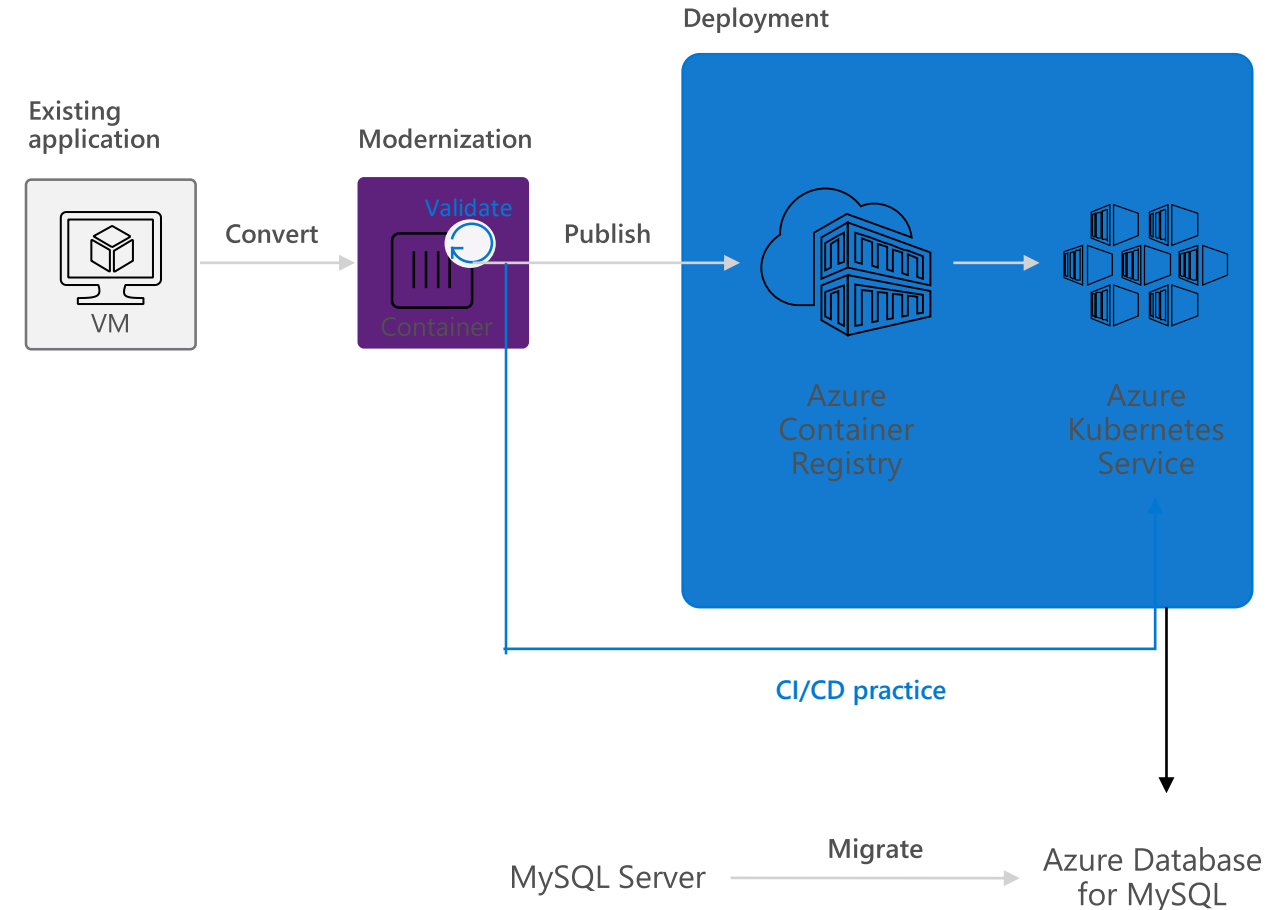 Deployment
Existing
application
Modernization
Validate
Convert
Publish
VM
Container
Azure
Container
Registry
Azure
Kubernetes
Service
CI/CD practice
Migrate
MySQL Server
Azure Database
for MySQL